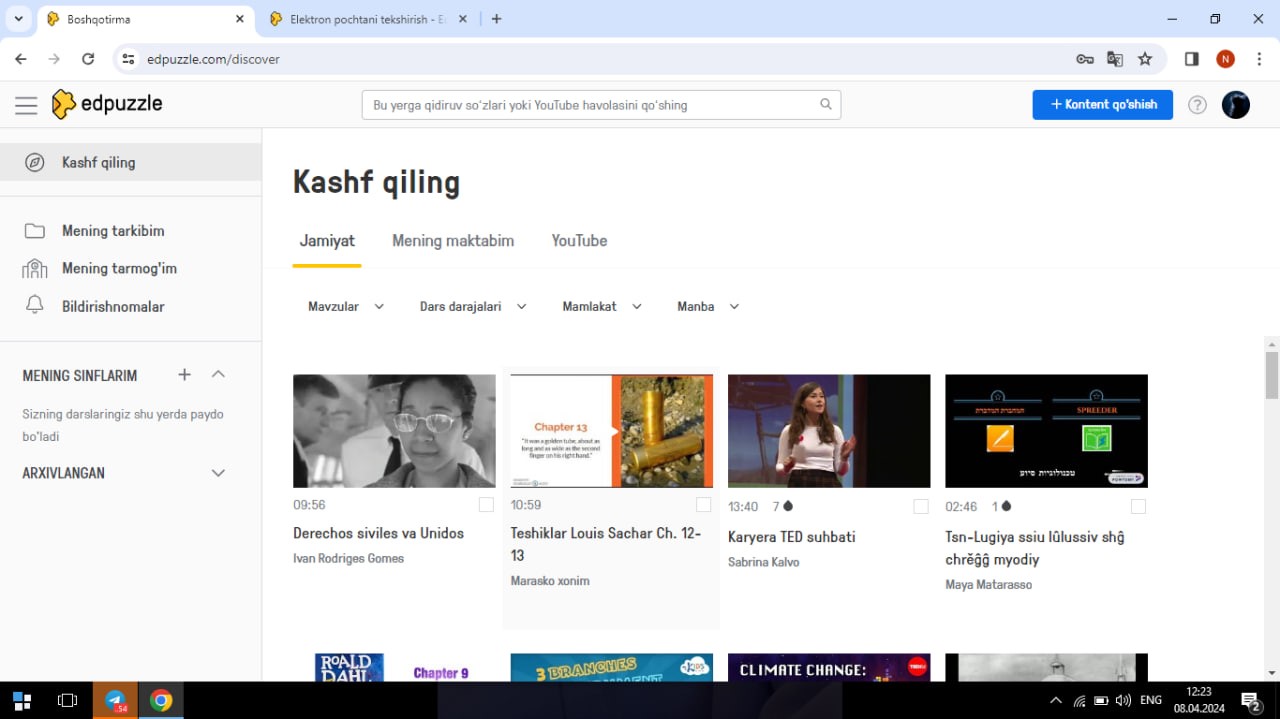 Boshqotirma
Elektron pochtani tekshirish - E
edpuzzle.com/discover
N
edpuzzle
Bu yerga qidiruv so'zlari yoki YouTube havolasini qo'shing
+ Kontent qo'shish
?
Kashf qiling
Mening tarkibim
Mening tarmog'im
Bildirishnomalar
MENING SINFLARIM
Sizning darslaringiz shu yerda paydo
bo'ladi
ARXIVLANGAN
Kashf qiling
Jamiyat Mening maktabim YouTube
Mavzular Dars darajalari Mamlakat Manba
Chapter 13
"It was a golden tube, about as
long and as wide as the second
finger on his right hand."
SPREEDER
טכנולוגיית סיוע
09:56
Derechos siviles va Unidos
Ivan Rodriges Gomes
10:59
Teshiklar Louis Sachar Ch. 12-
13
Marasko xonim
13:40 7
Karyera TED suhbati
Sabrina Kalvo
02:46 1
Tsn-Lugiya ssiu lûlussiv shĝ
chrěĝĝ myodiy
Maya Matarasso
ROALD
DAHL
Chapter 9
3 BRANCHES
CLIMATE CHANGE:
.54
ENG
12:23
08.04.2024
2